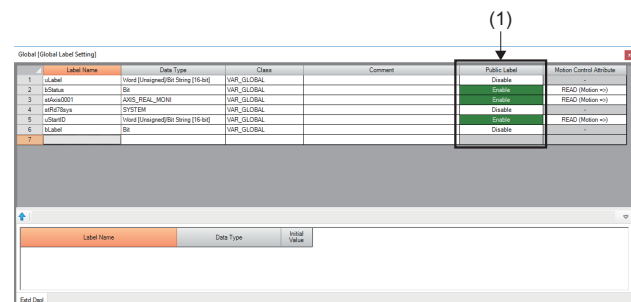 (1)
Global [Global Label Setting]
Label Name Data Type Class Comment Public Label Motion Control Attribute
1 uLabel Word [Unsigned]/Bit String [16-bit] VAR_GLOBAL Disable -
2 bStatus Bit VAR_GLOBAL Enable READ (Motion =>)
3 stAxis0001 AXIS_REAL_MONI VAR_GLOBAL Enable READ (Motion =>)
4 stRd78sys SYSTEM VAR_GLOBAL Disable -
5 uStartID Word [Unsigned]/Bit String [16-bit] VAR_GLOBAL Enable READ (Motion =>)
6 bLabel Bit VAR_GLOBAL Disable -
7
Label Name Data Type Initial Value
Extd Dspl